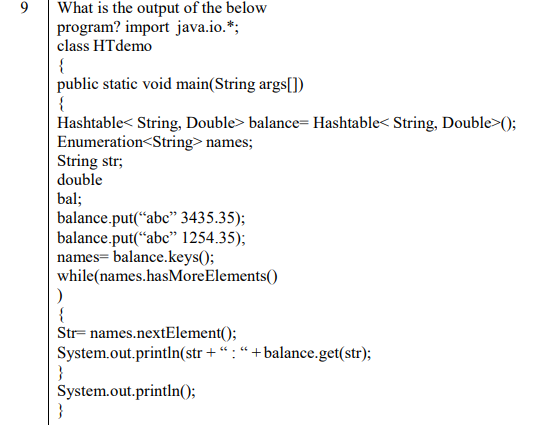 9 What is the output of the below
program? import java.io.*;
class HTdemo
{
public static void main(String args[])
{
Hashtable< String, Double> balance= Hashtable< String, Double>();
Enumeration<String> names;
String str;
double
bal;
balance.put(“abc” 3435.35);
balance.put(“abc” 1254.35);
names= balance.keys();
while(names.hasMoreElements()
)
{
Str= names.nextElement();
System.out.println(str + “ : “ + balance.get(str);
}
System.out.println();
}